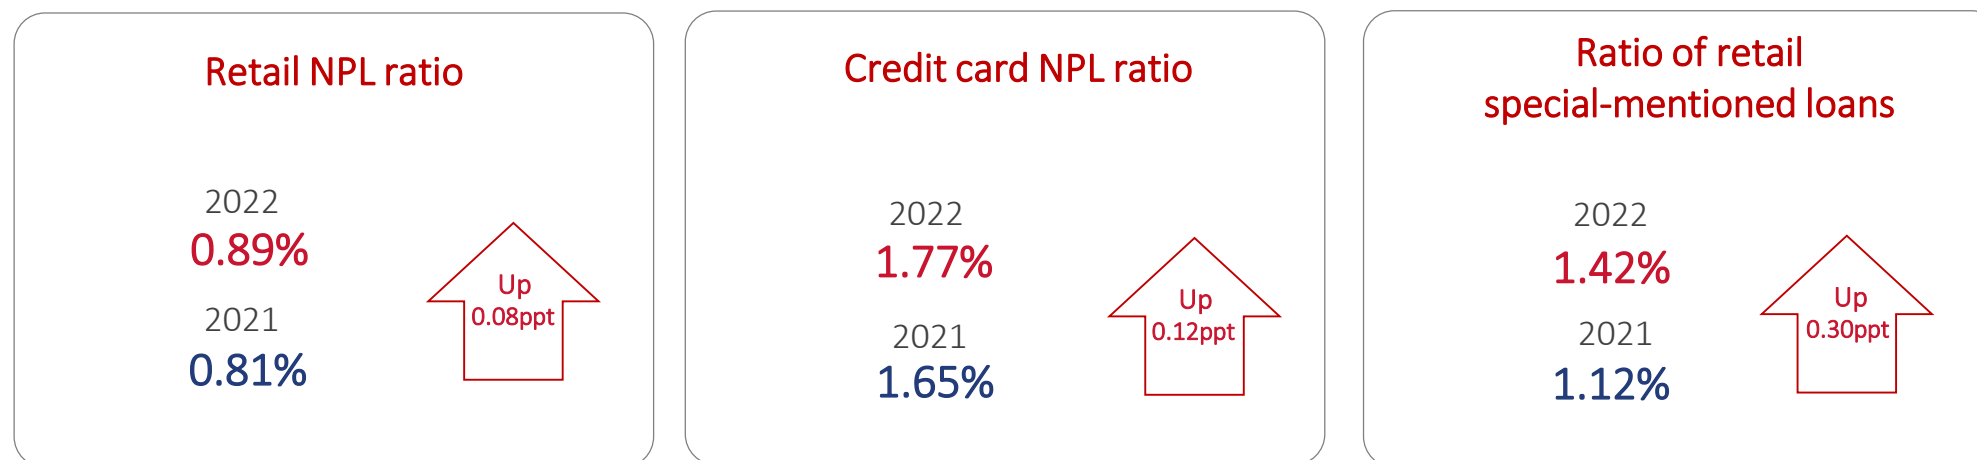 Retail NPL ratio
2022
0.89%
2021
0.81%
Up
0.08ppt
Credit card NPL ratio
2022
1.77%
2021
1.65%
Up
0.12ppt
Ratio of retail
special-mentioned loans
2022
1.42%
2021
1.12%
Up
0.30ppt